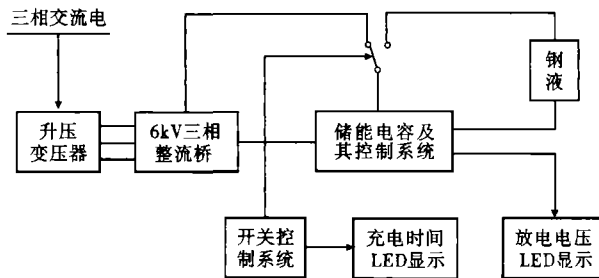 三相交流电
钢
液
升压
变压器
6kV三相
整流桥
储能电容及
其控制系统
开关控
制系统
充电时间
LED显示
放电电压
LED显示